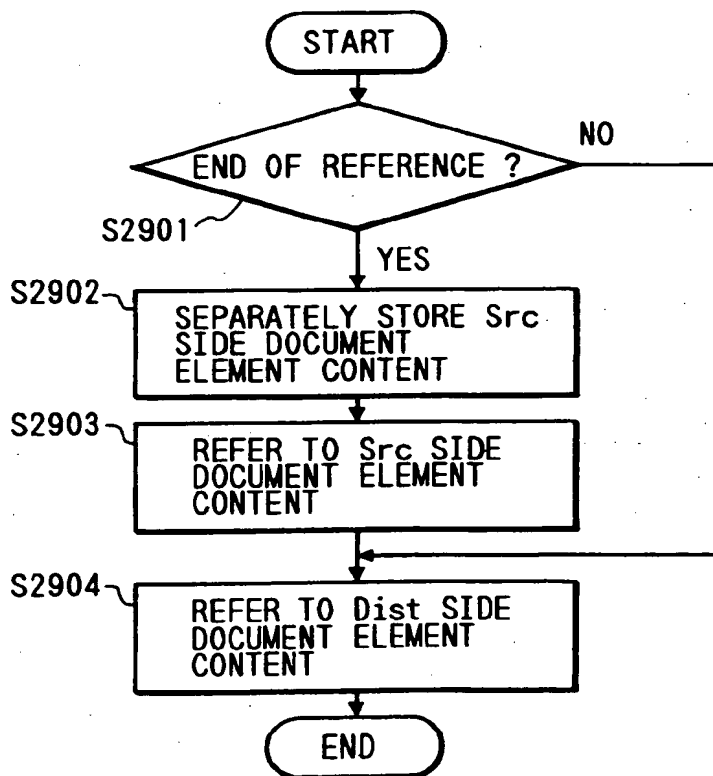 START
NO
END OF REFERENCE ?
S2901
YES
S2902
SEPARATELY STORE Src
SIDE DOCUMENT
ELEMENT CONTENT
S2903
REFER TO Src SIDE
DOCUMENT ELEMENT
CONTENT
S2904
REFER TO Dist SIDE
DOCUMENT ELEMENT
CONTENT
END